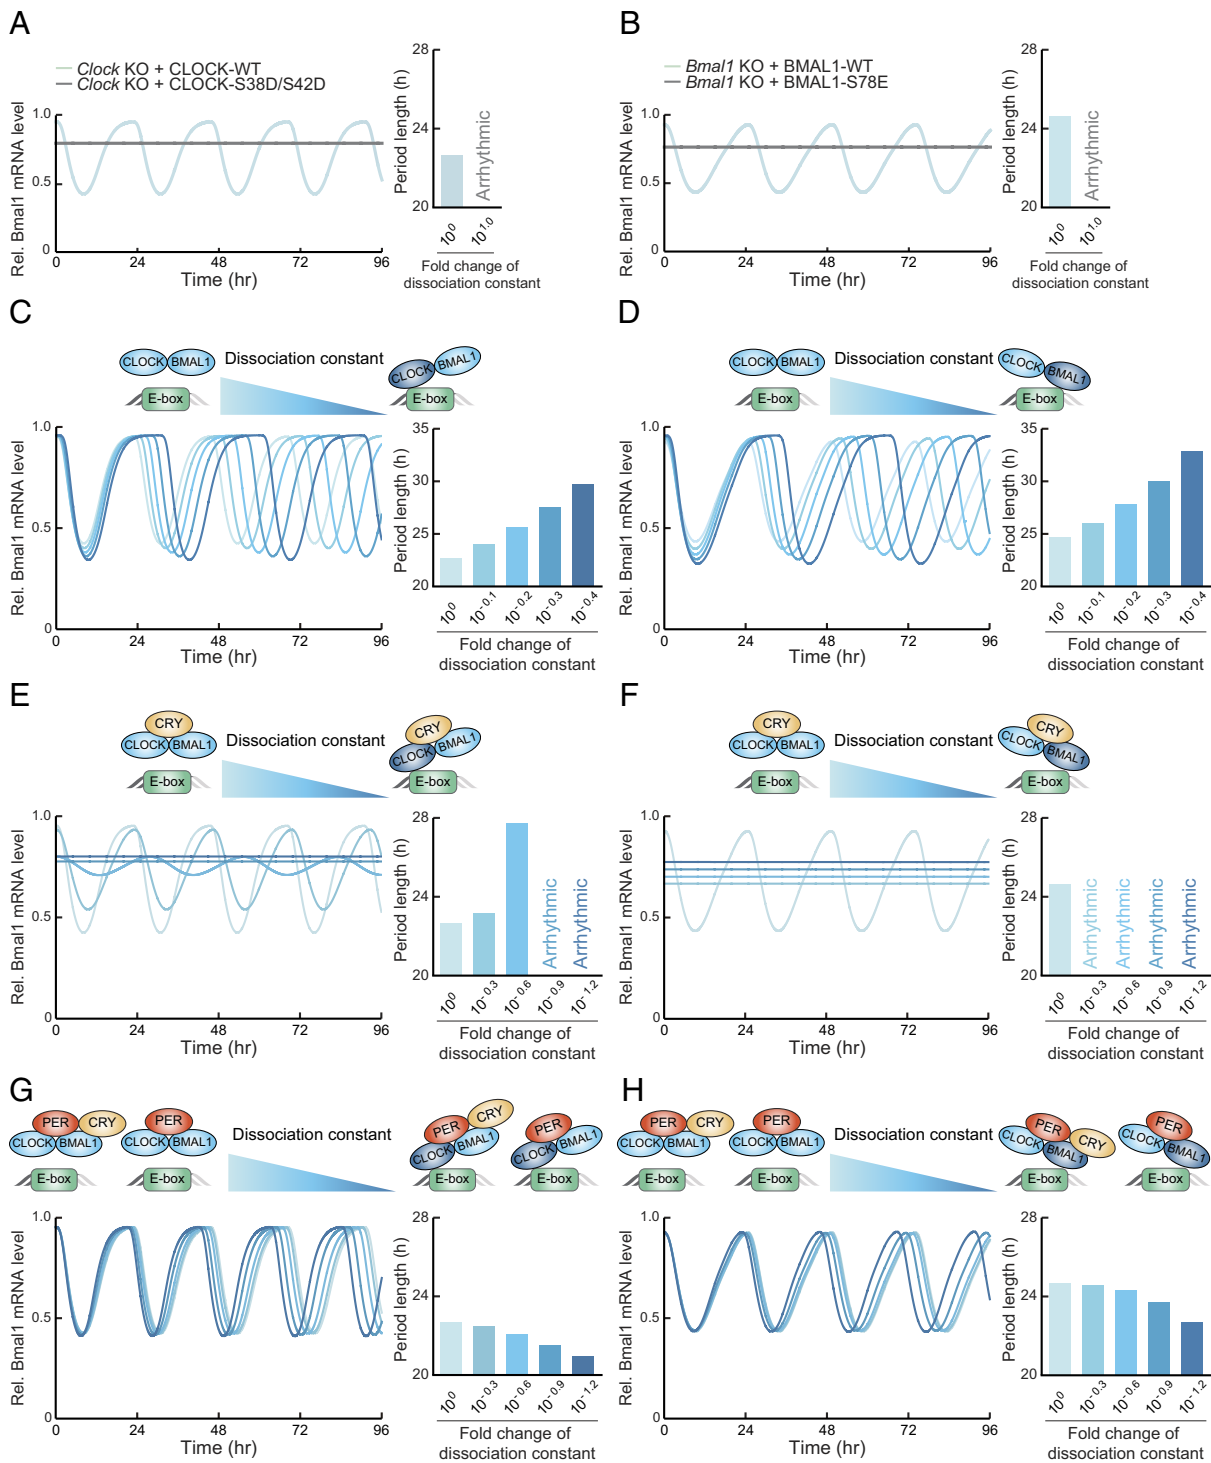 A
Clock KO + CLOCK-WT
Clock KO + CLOCK-S38D/S42D
Rel. Bmal1 mRNA level
1.0
0.5
0
0 24 48 72 96
Time (hr)
Period length (h)
28
24
20
Arrhythmic
10^0 10^1.0
Fold change of
dissociation constant
B
Bmal1 KO + BMAL1-WT
Bmal1 KO + BMAL1-S78E
Rel. Bmal1 mRNA level
1.0
0.5
0
0 24 48 72 96
Time (hr)
Period length (h)
28
24
20
Arrhythmic
10^0 10^1.0
Fold change of
dissociation constant
C
CLOCK BMAL1
E-box
Dissociation constant
CLOCK BMAL1
E-box
Rel. Bmal1 mRNA level
1.0
0.5
0
0 24 48 72 96
Time (hr)
Period length (h)
35
30
25
20
10^0 10^-0.1 10^-0.2 10^-0.3 10^-0.4
Fold change of
dissociation constant
D
CLOCK BMAL1
E-box
Dissociation constant
CLOCK BMAL1
E-box
Rel. Bmal1 mRNA level
1.0
0.5
0
0 24 48 72 96
Time (hr)
Period length (h)
35
30
25
20
10^0 10^-0.1 10^-0.2 10^-0.3 10^-0.4
Fold change of
dissociation constant
E
CRY
CLOCK BMAL1
E-box
Dissociation constant
CRY
CLOCK BMAL1
E-box
Rel. Bmal1 mRNA level
1.0
0.5
0
0 24 48 72 96
Time (hr)
Period length (h)
28
24
20
Arrhythmic
Arrhythmic
10^0 10^-0.3 10^-0.6 10^-0.9 10^-1.2
Fold change of
dissociation constant
F
CRY
CLOCK BMAL1
E-box
Dissociation constant
CRY
CLOCK BMAL1
E-box
Rel. Bmal1 mRNA level
1.0
0.5
0
0 24 48 72 96
Time (hr)
Period length (h)
28
24
20
Arrhythmic
Arrhythmic
Arrhythmic
Arrhythmic
10^0 10^-0.3 10^-0.6 10^-0.9 10^-1.2
Fold change of
dissociation constant
G
PER CRY
CLOCK BMAL1
E-box
PER
CLOCK BMAL1
E-box
Dissociation constant
PER CRY
CLOCK BMAL1
E-box
PER
CLOCK BMAL1
E-box
Rel. Bmal1 mRNA level
1.0
0.5
0
0 24 48 72 96
Time (hr)
Period length (h)
28
24
20
10^0 10^-0.3 10^-0.6 10^-0.9 10^-1.2
Fold change of
dissociation constant
H
PER CRY
CLOCK BMAL1
E-box
PER
CLOCK BMAL1
E-box
Dissociation constant
PER CRY
CLOCK BMAL1
E-box
PER
CLOCK BMAL1
E-box
Rel. Bmal1 mRNA level
1.0
0.5
0
0 24 48 72 96
Time (hr)
Period length (h)
28
24
20
10^0 10^-0.3 10^-0.6 10^-0.9 10^-1.2
Fold change of
dissociation constant